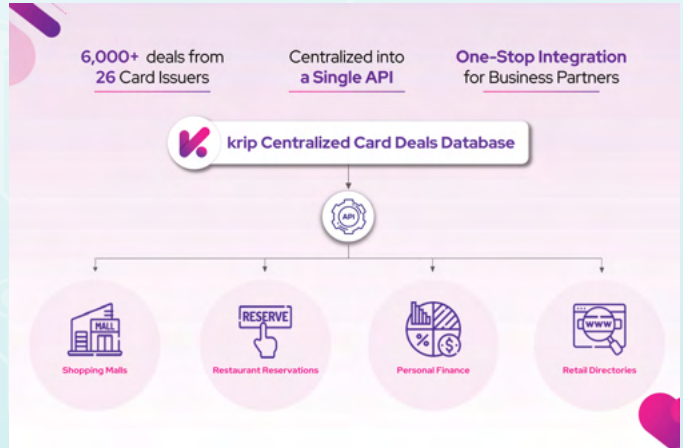 6,000+ deals from
26 Card Issuers
Centralized into
a Single API
One-Stop Integration
for Business Partners
krip Centralized Card Deals Database
API
MALL
Shopping Malls
RESERVE
Restaurant Reservations
%
$
Personal Finance
WWW
Retail Directories